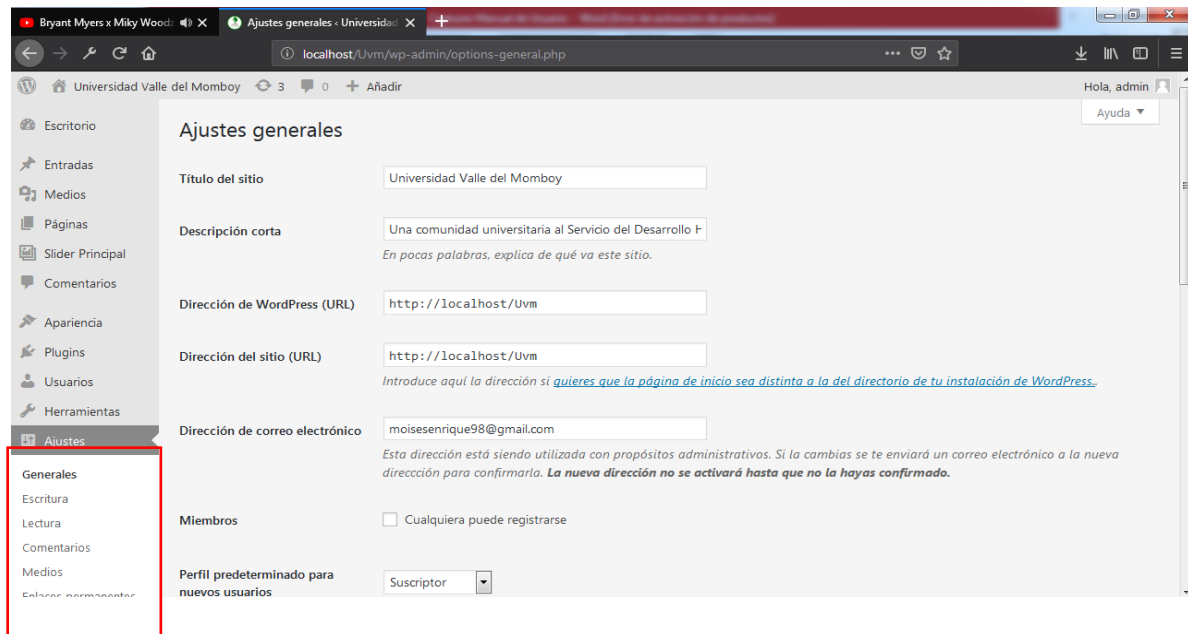 Bryant Myers x Miky Woodz
Ajustes generales ‹ Universidad
localhost/Uvm/wp-admin/options-general.php
Universidad Valle del Momboy 3 0 Añadir
Hola, admin
Ayuda
Escritorio
Entradas
Medios
Páginas
Slider Principal
Comentarios
Apariencia
Plugins
Usuarios
Herramientas
Ajustes
Generales
Escritura
Lectura
Comentarios
Medios
Enlaces permanentes
Ajustes generales
Título del sitio
Universidad Valle del Momboy
Descripción corta
Una comunidad universitaria al Servicio del Desarrollo H
En pocas palabras, explica de qué va este sitio.
Dirección de WordPress (URL)
http://localhost/Uvm
Dirección del sitio (URL)
http://localhost/Uvm
Introduce aquí la dirección si quieres que la página de inicio sea distinta a la del directorio de tu instalación de WordPress..
Dirección de correo electrónico
moisesenrique98@gmail.com
Esta dirección está siendo utilizada con propósitos administrativos. Si la cambias se te enviará un correo electrónico a la nueva
direccción para confirmarla. La nueva dirección no se activará hasta que no la hayas confirmado.
Miembros
Cualquiera puede registrarse
Perfil predeterminado para
nuevos usuarios
Suscriptor